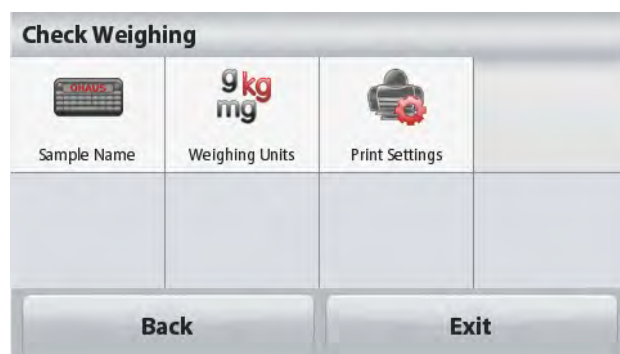 Check Weighing
OHAUS
g kg
mg
Sample Name
Weighing Units
Print Settings
Back
Exit